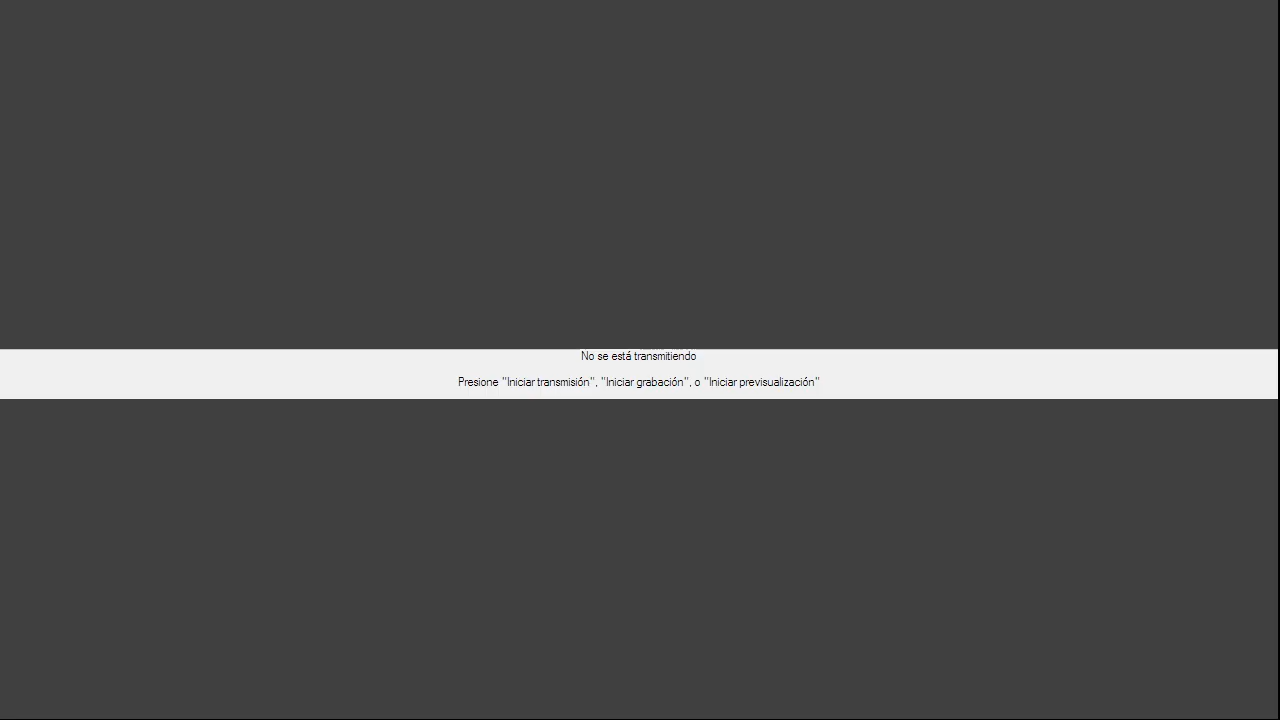 No se está transmitiendo
Presione "Iniciar transmisión", "Iniciar grabación", o "Iniciar previsualización"